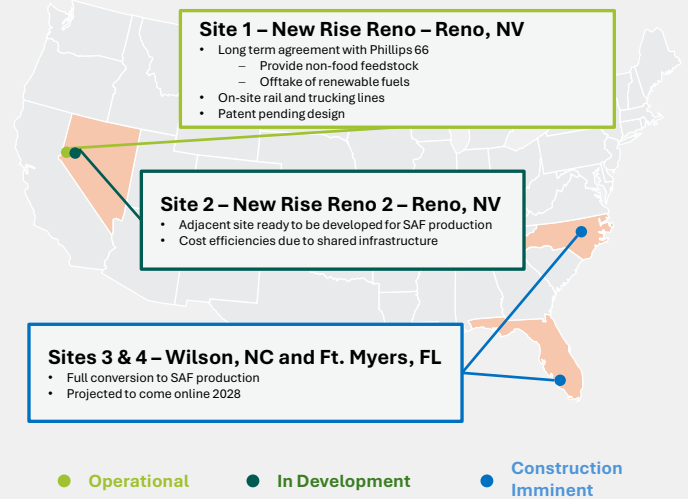 Site 1 – New Rise Reno – Reno, NV
• Long term agreement with Phillips 66
– Provide non-food feedstock
– Offtake of renewable fuels
• On-site rail and trucking lines
• Patent pending design
Site 2 – New Rise Reno 2 – Reno, NV
• Adjacent site ready to be developed for SAF production
• Cost efficiencies due to shared infrastructure
Sites 3 & 4 – Wilson, NC and Ft. Myers, FL
• Full conversion to SAF production
• Projected to come online 2028
Operational
In Development
Construction
Imminent